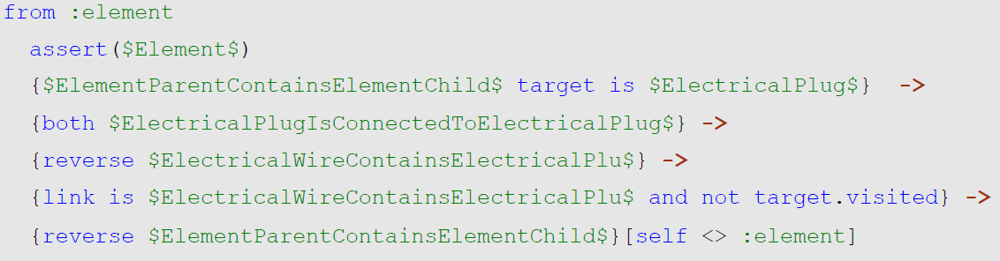 from :element
assert($Element$)
{$ElementParentContainsElementChild$ target is $ElectricalPlug$} ->
{both $ElectricalPlugIsConnectedToElectricalPlug$} ->
{reverse $ElectricalWireContainsElectricalPlu$} ->
{link is $ElectricalWireContainsElectricalPlu$ and not target.visited} ->
{reverse $ElementParentContainsElementChild$}[self <> :element]